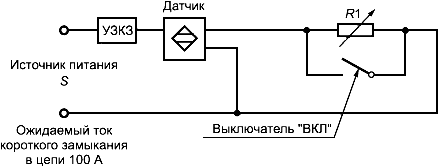 Датчик
УЗКЗ
R1
Источник питания
S
Выключатель "ВКЛ"
Ожидаемый ток
короткого замыкания
в цепи 100 А